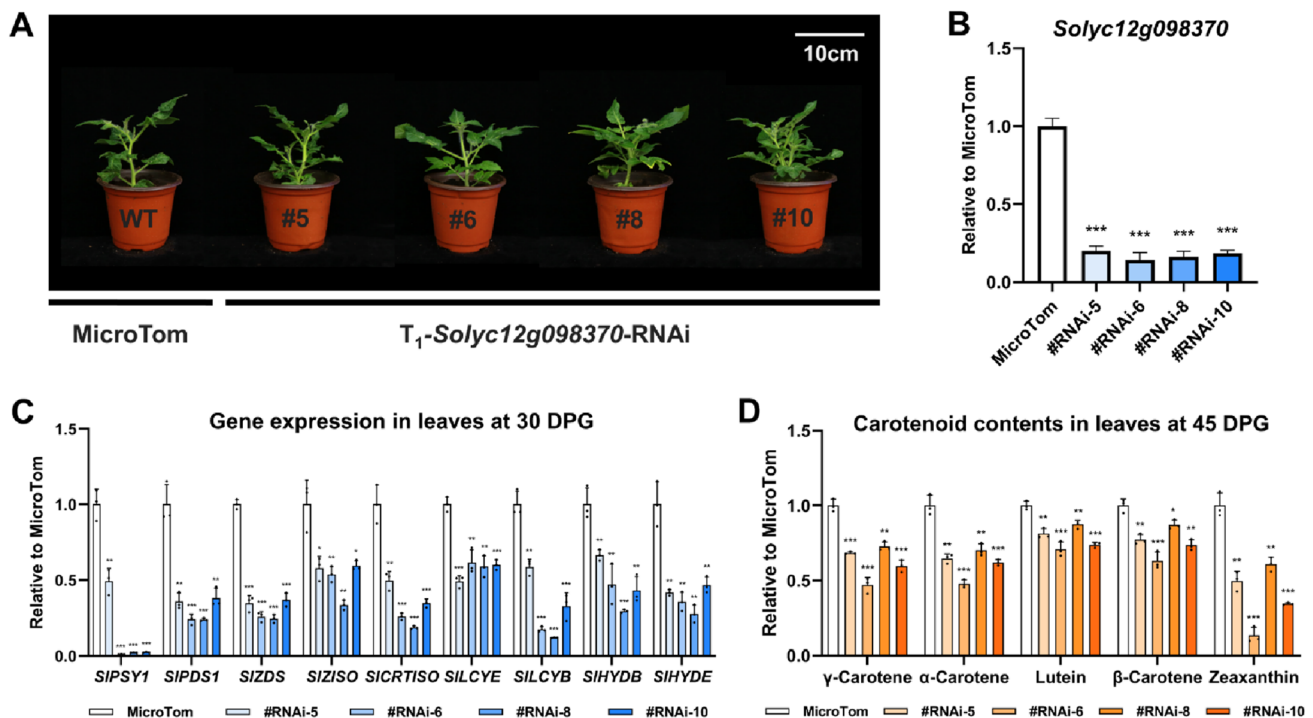 A
10cm
WT
#5
#6
#8
#10
MicroTom
T1-Solyc12g098370-RNAi
B
Solyc12g098370
Relative to MicroTom
1.5
1.0
0.5
0.0
***
***
***
***
MicroTom
#RNAi-5
#RNAi-6
#RNAi-8
#RNAi-10
C
Gene expression in leaves at 30 DPG
Relative to MicroTom
1.5
1.0
0.5
0.0
SlPSY1
SlPDS1
SlZDS
SlZISO
SlCRTISO
SlLCYE
SlLCYB
SlHYDB
SlHYDE
MicroTom
#RNAi-5
#RNAi-6
#RNAi-8
#RNAi-10
D
Carotenoid contents in leaves at 45 DPG
Relative to MicroTom
1.5
1.0
0.5
0.0
γ-Carotene
α-Carotene
Lutein
β-Carotene
Zeaxanthin
MicroTom
#RNAi-5
#RNAi-6
#RNAi-8
#RNAi-10